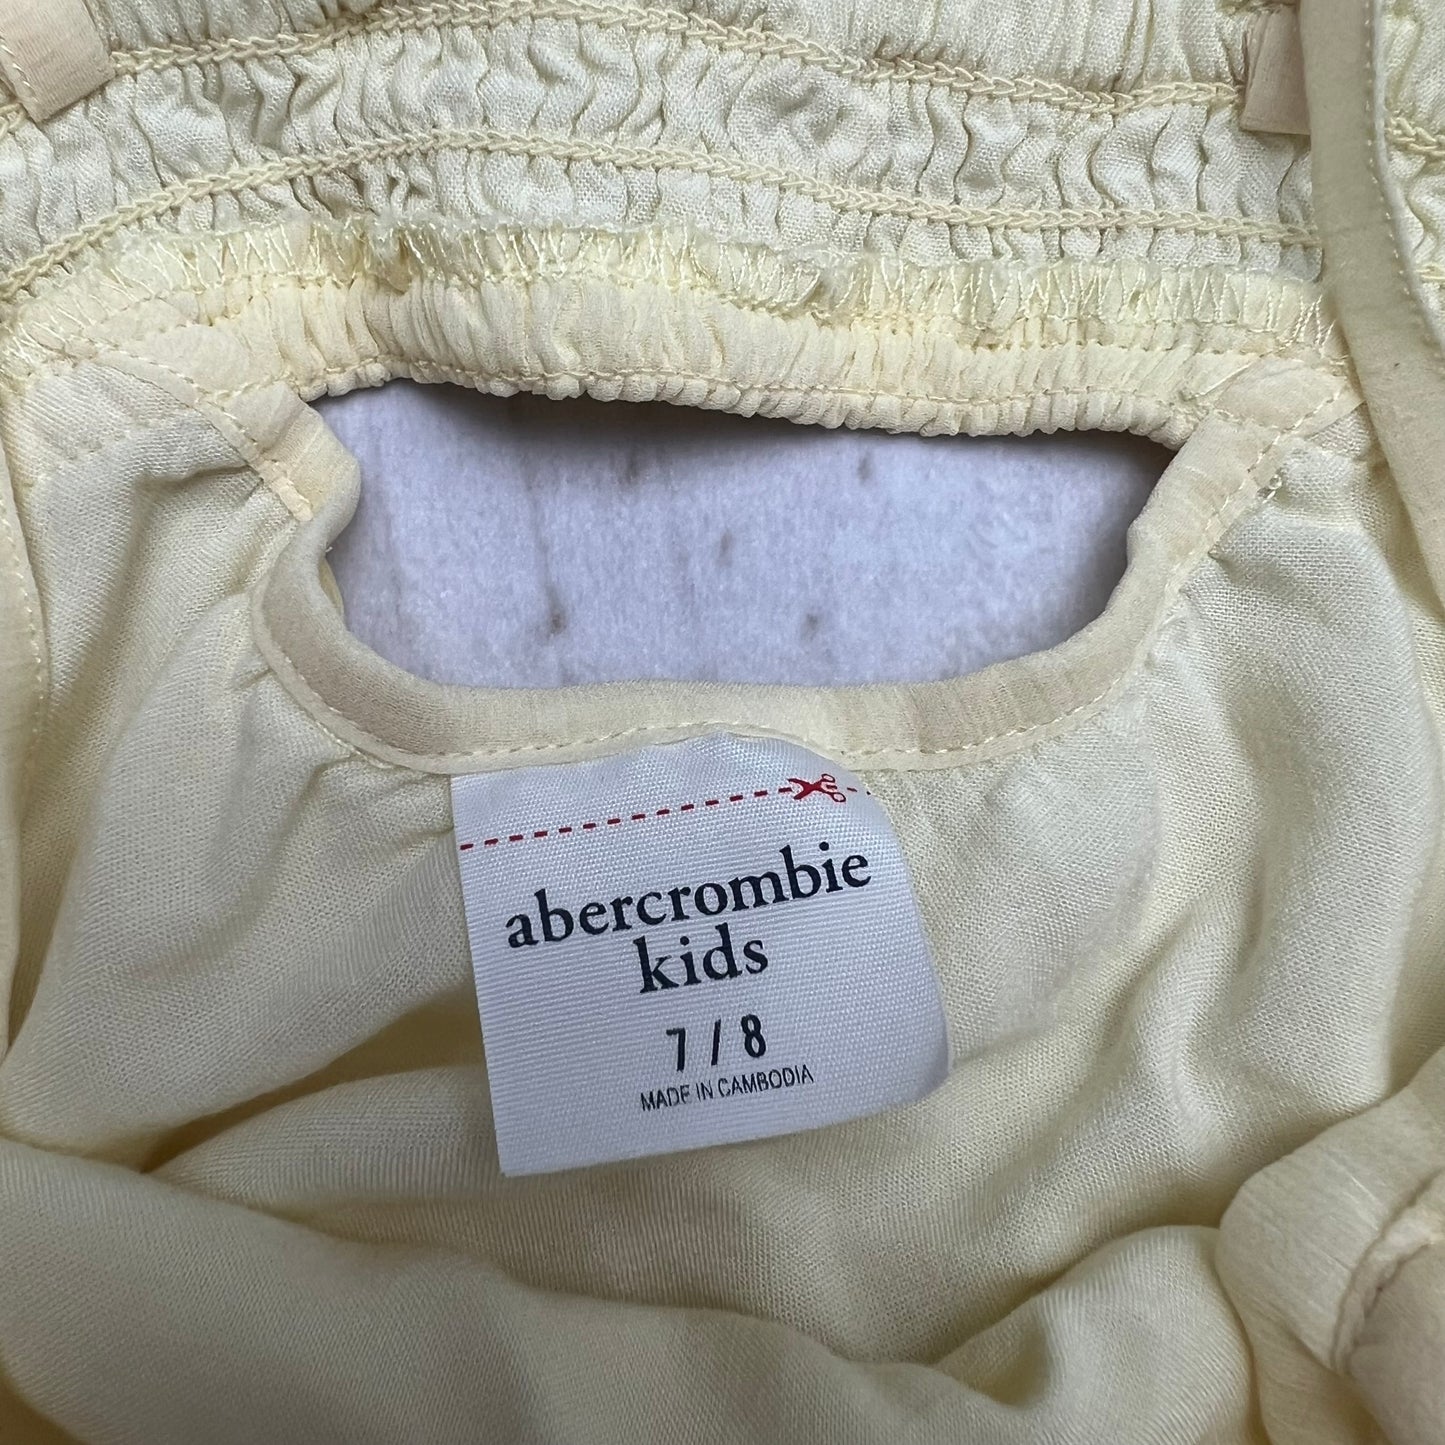 abercrombie
kids
7 / 8
MADE IN CAMBODIA